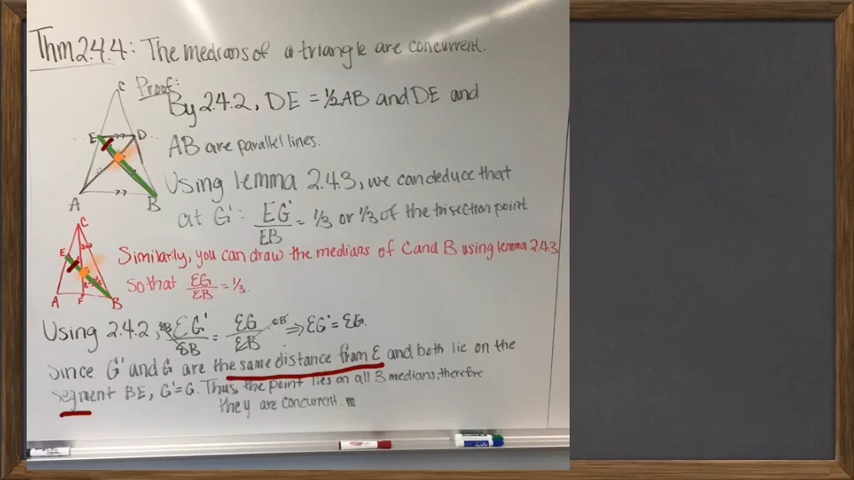 Thm 2.4.4: The medians of a triangle are concurrent.
Proof:
By 2.4.2, DE = ½AB and DE and
AB are parallel lines.
Using lemma 2.4.3, we can deduce that
at G': EG'/EB = 1/3 or 1/3 of the trisection point
Similarly, you can draw the medians of C and B using lemma 2.4.3
So that EG/EB = 1/3.
Using 2.4.2, EB · EG'/EB = EG/EB · EB ⇒ EG' = EG.
Since G' and G are the same distance from E and both lie on the
segment BE, G' = G. Thus, the point lies on all 3 medians, therefore
they are concurrent.
C
E D
A B
C
E
A F B